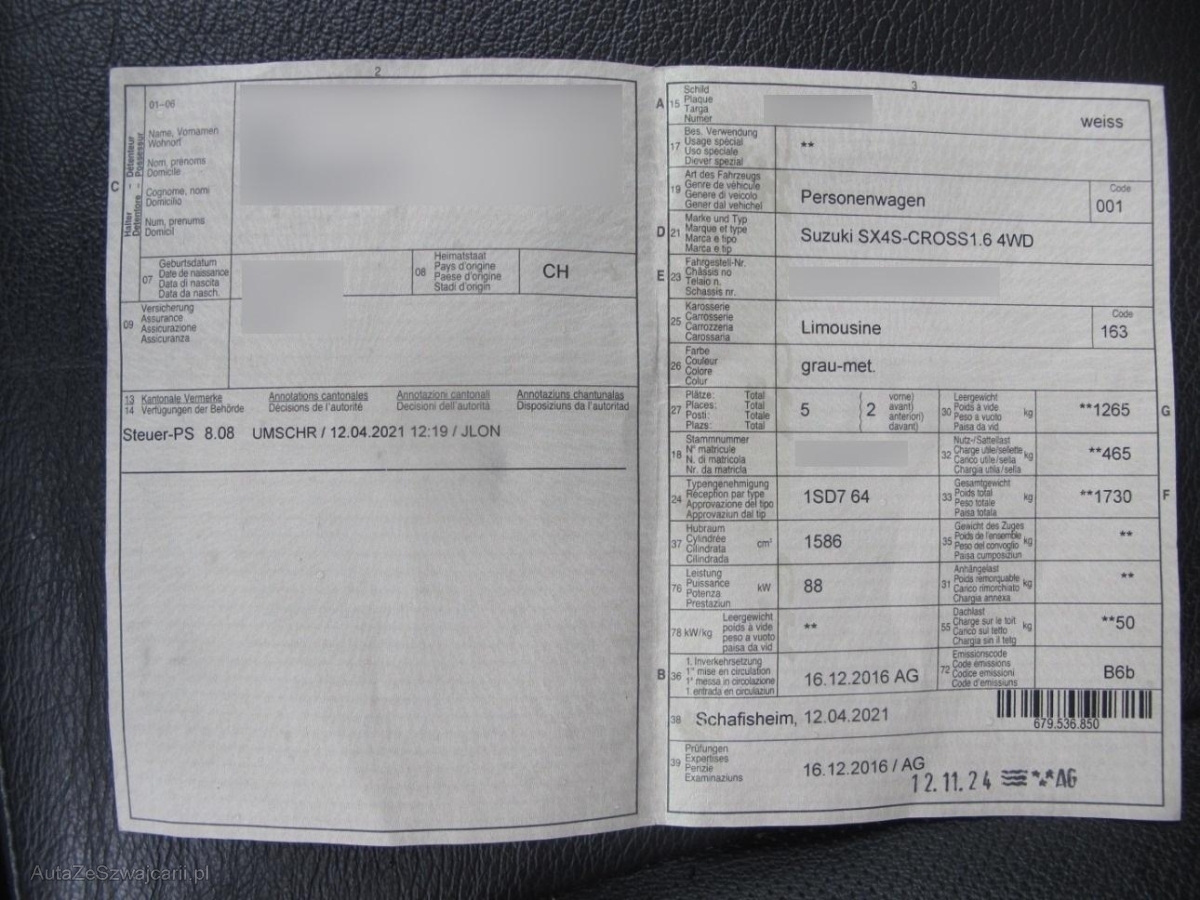 2
01–06
Halter Détenteur
Detentore Possessur
C
Name, Vornamen
Wohnort
Nom, prénoms
Domicile
Cognome, nomi
Domicilio
Num, prenums
Domicil
07
Geburtsdatum
Date de naissance
Data di nascita
Data da nasch.
08
Heimatstaat
Pays d'origine
Paese d'origine
Stadi d'origin
CH
09
Versicherung
Assurance
Assicurazione
Assicuranza
13 Kantonale Vermerke Annotations cantonales Annotazioni cantonali Annotaziuns chantunalas
14 Verfügungen der Behörde Décisions de l'autorité Decisioni dell'autorità Disposiziuns da l'autoritad
Steuer-PS 8.08 UMSCHR / 12.04.2021 12:19 / JLON
3
A 15
Schild
Plaque
Targa
Numer
weiss
17
Bes. Verwendung
Usage spécial
Uso speciale
Diever spezial
**
19
Art des Fahrzeugs
Genre de véhicule
Genere di veicolo
Gener dal vehichel
Personenwagen
Code
001
D 21
Marke und Typ
Marque et type
Marca e tipo
Marca e tip
Suzuki SX4S-CROSS1.6 4WD
E 23
Fahrgestell-Nr.
Châssis no
Telaio n.
Schassis nr.
25
Karosserie
Carrosserie
Carrozzeria
Carossaria
Limousine
Code
163
26
Farbe
Couleur
Colore
Colur
grau-met.
27
Plätze: Total
Places: Total
Posti: Totale
Plazs: Total
5
2
vorne)
avant)
anteriori)
davant)
30
Leergewicht
Poids à vide
Peso a vuoto
Paisa da vid
kg
**1265
G
18
Stammnummer
N° matricule
N. di matricola
Nr. da matricla
32
Nutz-/Sattellast
Charge utile/sellette
Carico utile/sella
Chargia utila/sella
kg
**465
24
Typengenehmigung
Réception par type
Approvazione del tipo
Approvaziun dal tip
1SD7 64
33
Gesamtgewicht
Poids total
Peso totale
Paisa totala
kg
**1730
F
37
Hubraum
Cylindrée
Cilindrata
Cilindrada
cm³
1586
35
Gewicht des Zuges
Poids de l'ensemble
Peso del convoglio
Paisa cumposiziun
kg
**
76
Leistung
Puissance
Potenza
Prestaziun
kW
88
31
Anhängelast
Poids remorquable
Carico rimorchiato
Chargia annexa
kg
**
78 kW/kg
Leergewicht
poids à vide
peso a vuoto
paisa da vid
**
55
Dachlast
Charge sur le toit
Carico sul tetto
Chargia sin il tetg
kg
**50
B 36
1. Inverkehrsetzung
1re mise en circulation
1a messa in circolazione
1. entrada en circulaziun
16.12.2016 AG
72
Emissionscode
Code émissions
Codice emissioni
Code d'emissiuns
B6b
38 Schafisheim, 12.04.2021
679.536.850
39
Prüfungen
Expertises
Perizie
Examinaziuns
16.12.2016 / AG
12.11.24 AG
AutaZeSzwajcarii.pl